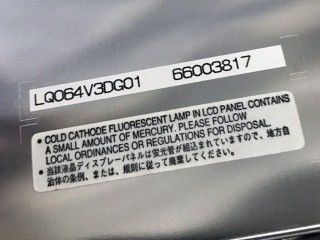 LQ064V3DG01 66003817
• COLD CATHODE FLUORESCENT LAMP IN LCD PANEL CONTAINS
A SMALL AMOUNT OF MERCURY. PLEASE FOLLOW
LOCAL ORDINANCES OR REGULATIONS FOR DISPOSAL.
• 当該液晶ディスプレーパネルは蛍光管が組込まれていますので、地方自
治体の条例、または、規則に従って廃棄してください。